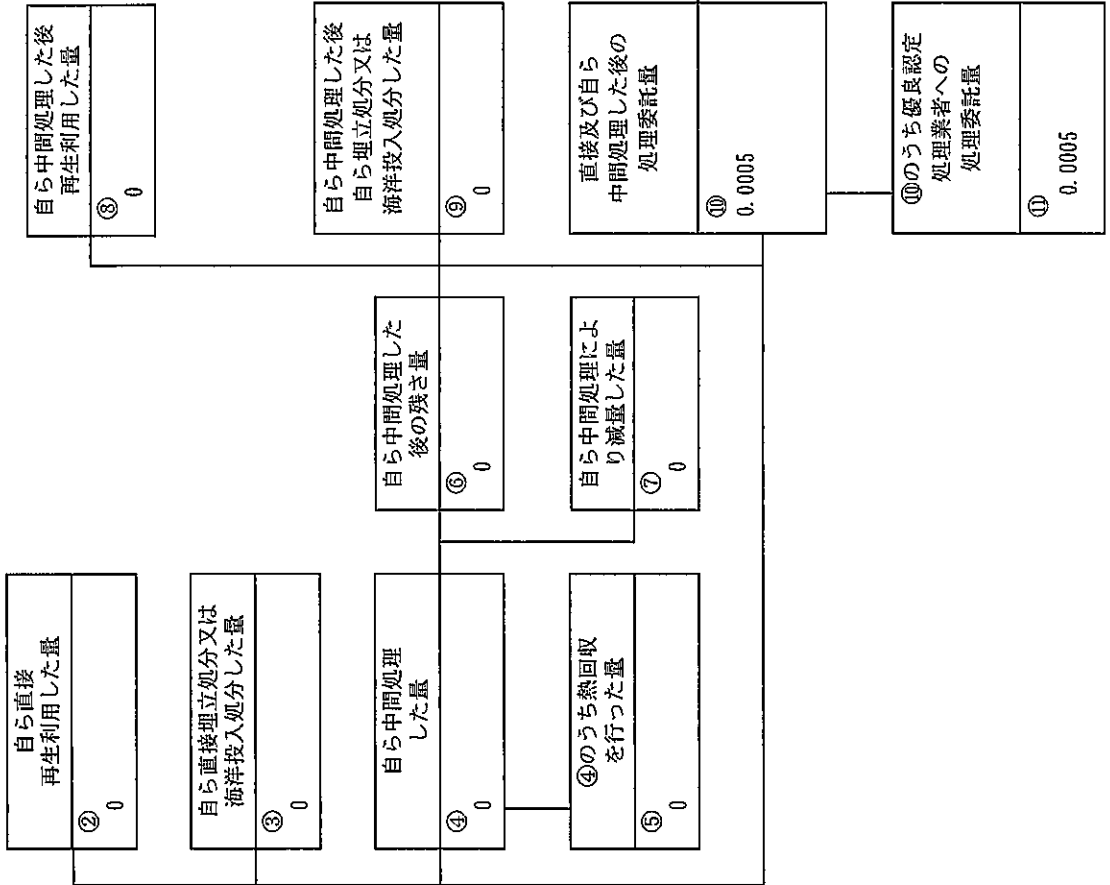 自ら直接
再生利用した量
②
0
自ら直接埋立処分又は
海洋投入処分した量
③
0
自ら中間処理
した量
④
0
④のうち熱回収
を行った量
⑤
0
自ら中間処理した
後の残さ量
⑥
0
自ら中間処理によ
り減量した量
⑦
0
自ら中間処理した後
再生利用した量
⑧
0
自ら中間処理した後
自ら埋立処分又は
海洋投入処分した量
⑨
0
直接及び自ら
中間処理した後の
処理委託量
⑩
0.0005
⑩のうち優良認定
処理業者への
処理委託量
⑪
0.0005